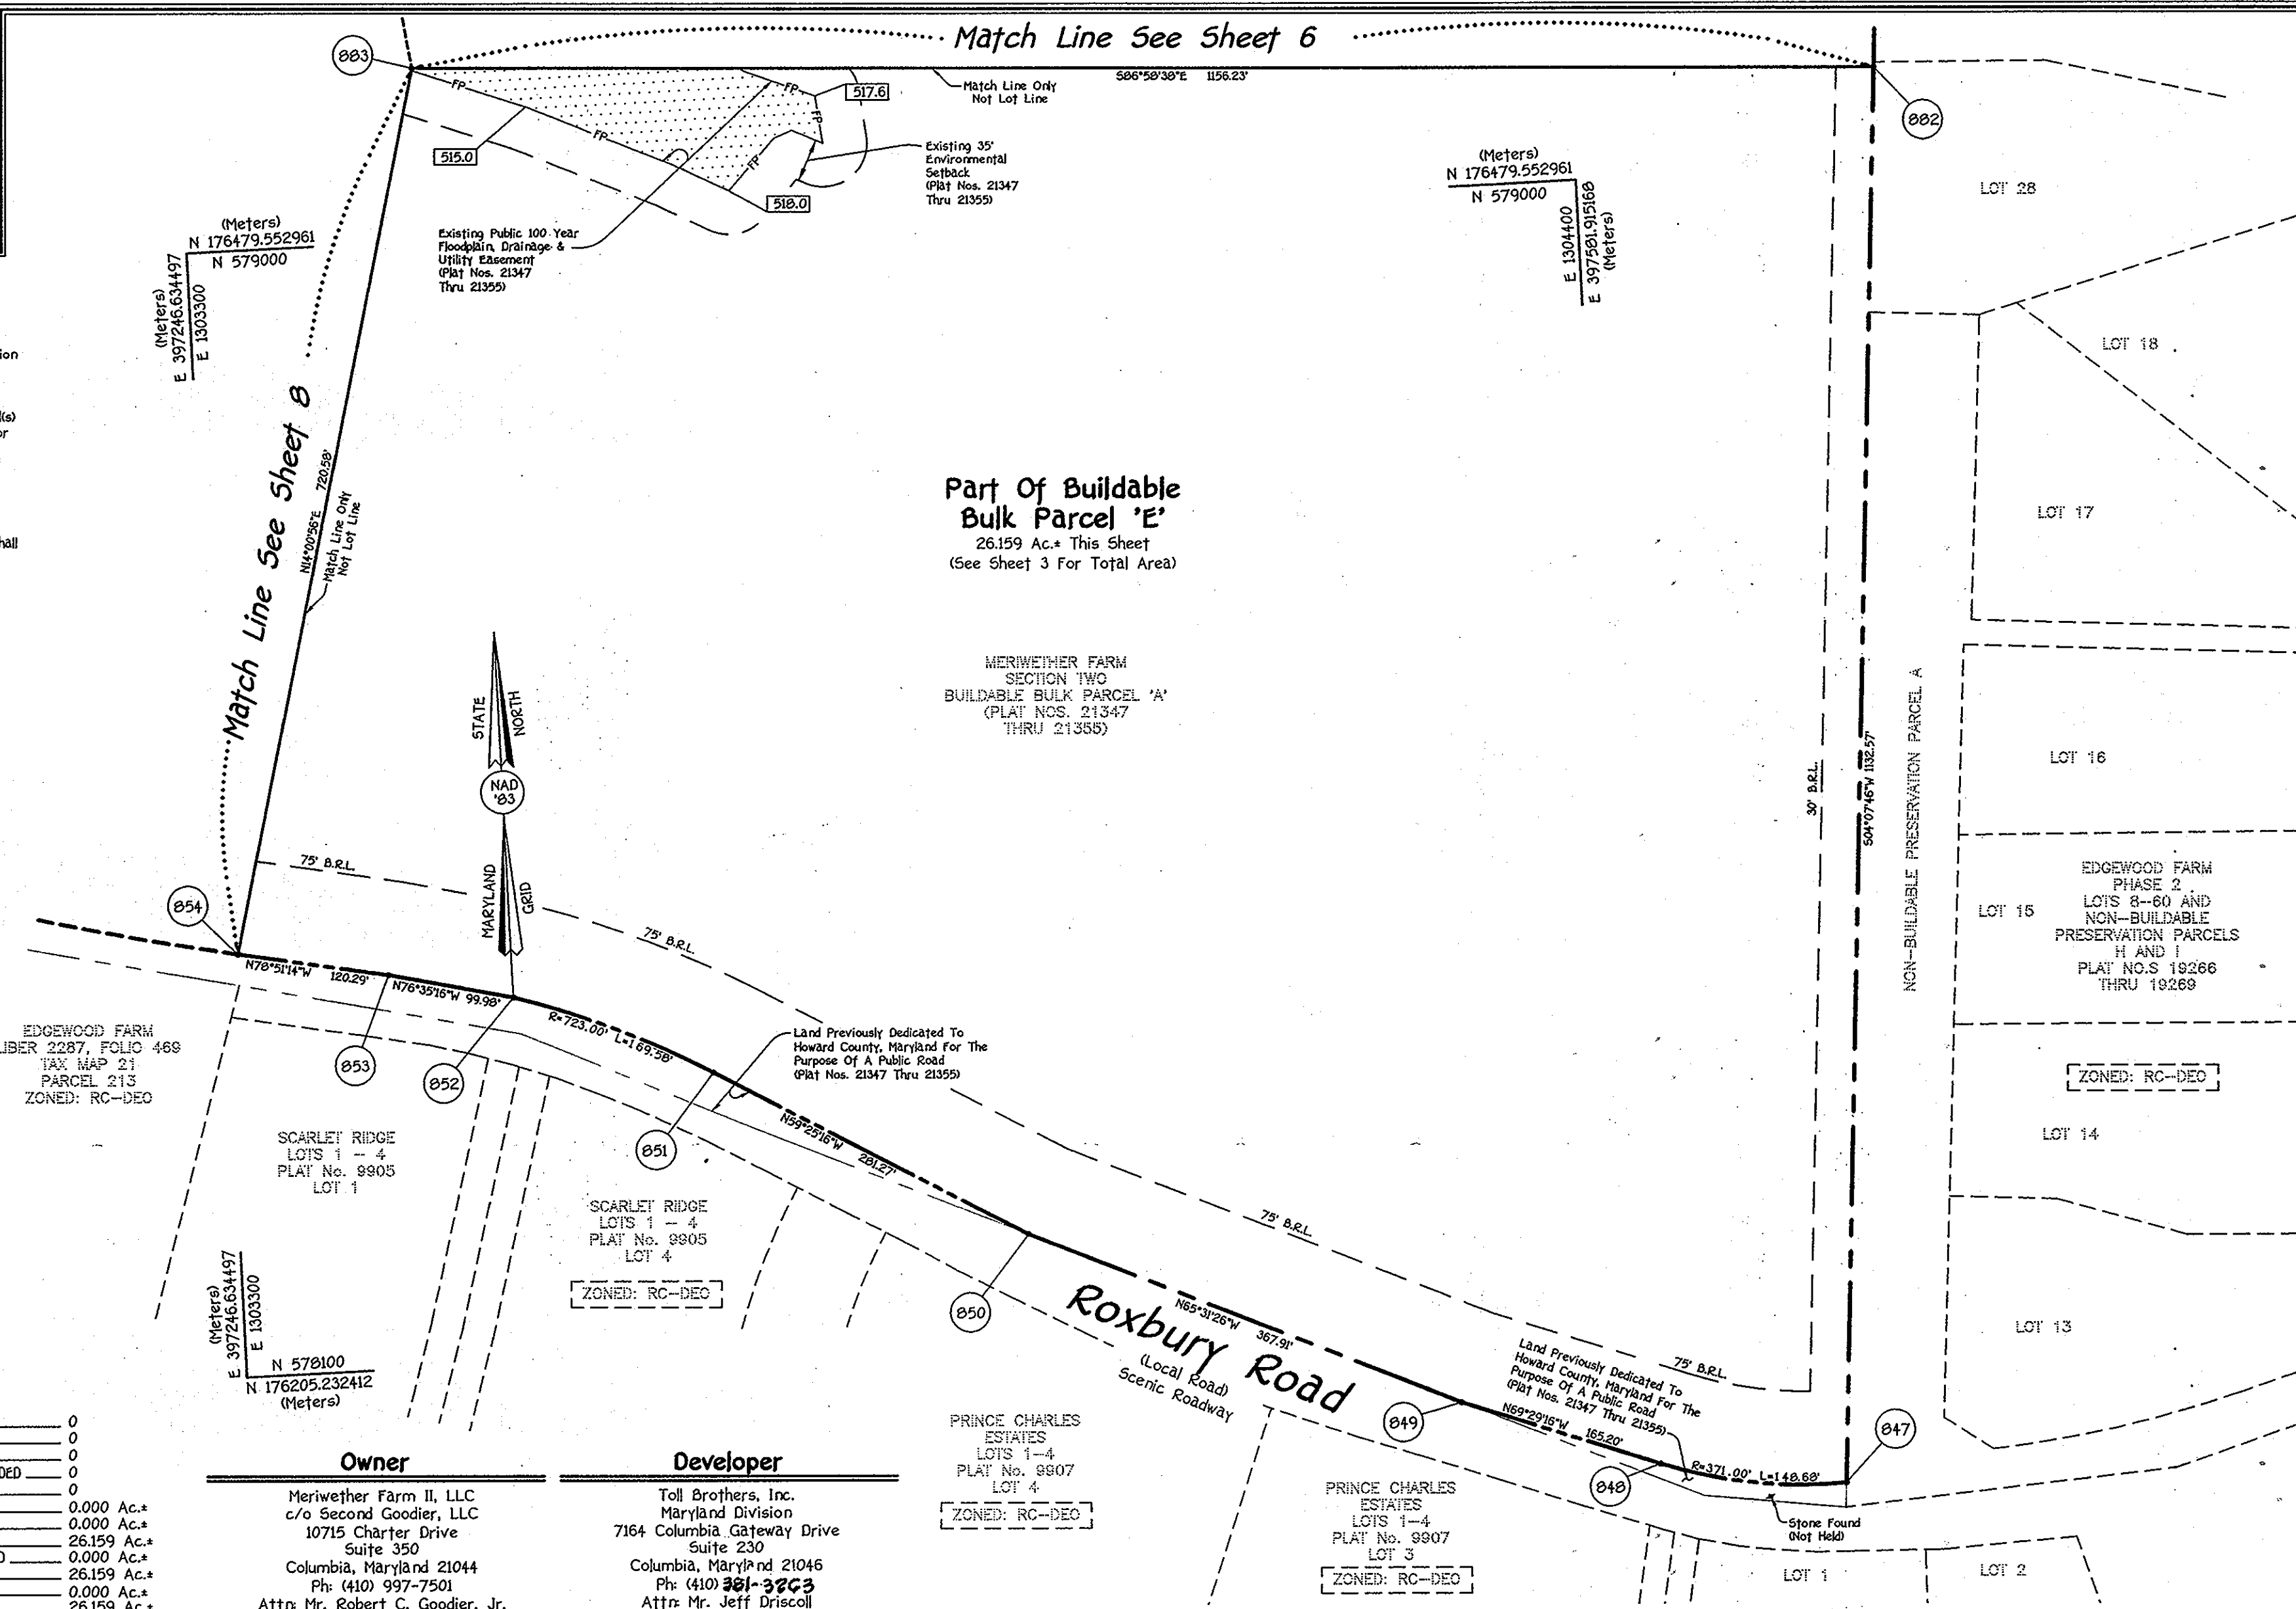 Match Line See Sheet 6
883
S86°58'38"E 1156.23'
Match Line Only
Not Lot Line
882
517.6
515.0
518.0
FP
FP
FP
FP
Existing 35'
Environmental
Setback
(Plat Nos. 21347
Thru 21355)
Existing Public 100 Year
Floodplain, Drainage &
Utility Easement
(Plat Nos. 21347
Thru 21355)
(Meters)
N 176479.552961
N 579000
E 397246.634497
(Meters)
E 1303300
(Meters)
N 176479.552961
N 579000
E 1304400
E 397581.915168
(Meters)
LOT 28
LOT 18
LOT 17
LOT 16
LOT 15
LOT 14
LOT 13
Match Line See Sheet 8
N14°00'56"E 720.58'
Match Line Only
Not Lot Line
Part Of Buildable
Bulk Parcel 'E'
26.159 Ac.± This Sheet
(See Sheet 3 For Total Area)
MERIWETHER FARM
SECTION TWO
BUILDABLE BULK PARCEL 'A'
(PLAT NOS. 21347
THRU 21355)
STATE
NORTH
NAD
'83
MARYLAND
GRID
30' B.R.L.
S04°07'46"W 1132.57'
NON-BUILDABLE PRESERVATION PARCEL A
EDGEWOOD FARM
PHASE 2
LOTS 8-60 AND
NON-BUILDABLE
PRESERVATION PARCELS
H AND I
PLAT NO.S 19266
THRU 19269
ZONED: RC-DEO
75' B.R.L.
75' B.R.L.
75' B.R.L.
75' B.R.L.
854
N78°51'14"W 120.29'
N76°35'16"W 99.98'
R=723.00' L=169.58'
853
852
851
N59°25'16"W 281.27'
Land Previously Dedicated To
Howard County, Maryland For The
Purpose Of A Public Road
(Plat Nos. 21347 Thru 21355)
EDGEWOOD FARM
LIBER 2287, FOLIO 469
TAX MAP 21
PARCEL 213
ZONED: RC-DEO
SCARLET RIDGE
LOTS 1 - 4
PLAT No. 9905
LOT 1
SCARLET RIDGE
LOTS 1 - 4
PLAT No. 9905
LOT 4
ZONED: RC-DEO
850
N65°31'26"W 367.91'
Roxbury Road
(Local Road)
Scenic Roadway
849
Land Previously Dedicated To
Howard County, Maryland For The
Purpose Of A Public Road
(Plat Nos. 21347 Thru 21355)
N69°29'16"W 165.20'
848
R=371.00' L=148.68'
847
Stone Found
(Not Held)
E 397246.634497
(Meters)
E 1303300
N 578100
N 176205.232412
(Meters)
PRINCE CHARLES
ESTATES
LOTS 1-4
PLAT No. 9907
LOT 4
ZONED: RC-DEO
PRINCE CHARLES
ESTATES
LOTS 1-4
PLAT No. 9907
LOT 3
ZONED: RC-DEO
LOT 1
LOT 2
0
0
0
DED 0
0
0.000 Ac.±
0.000 Ac.±
26.159 Ac.±
0.000 Ac.±
26.159 Ac.±
0.000 Ac.±
26.159 Ac.±
Owner
Meriwether Farm II, LLC
c/o Second Goodier, LLC
10715 Charter Drive
Suite 350
Columbia, Maryland 21044
Ph: (410) 997-7501
Attn: Mr. Robert C. Goodier, Jr.
Developer
Toll Brothers, Inc.
Maryland Division
7164 Columbia Gateway Drive
Suite 230
Columbia, Maryland 21046
Ph: (410)
Attn: Mr. Jeff Driscoll